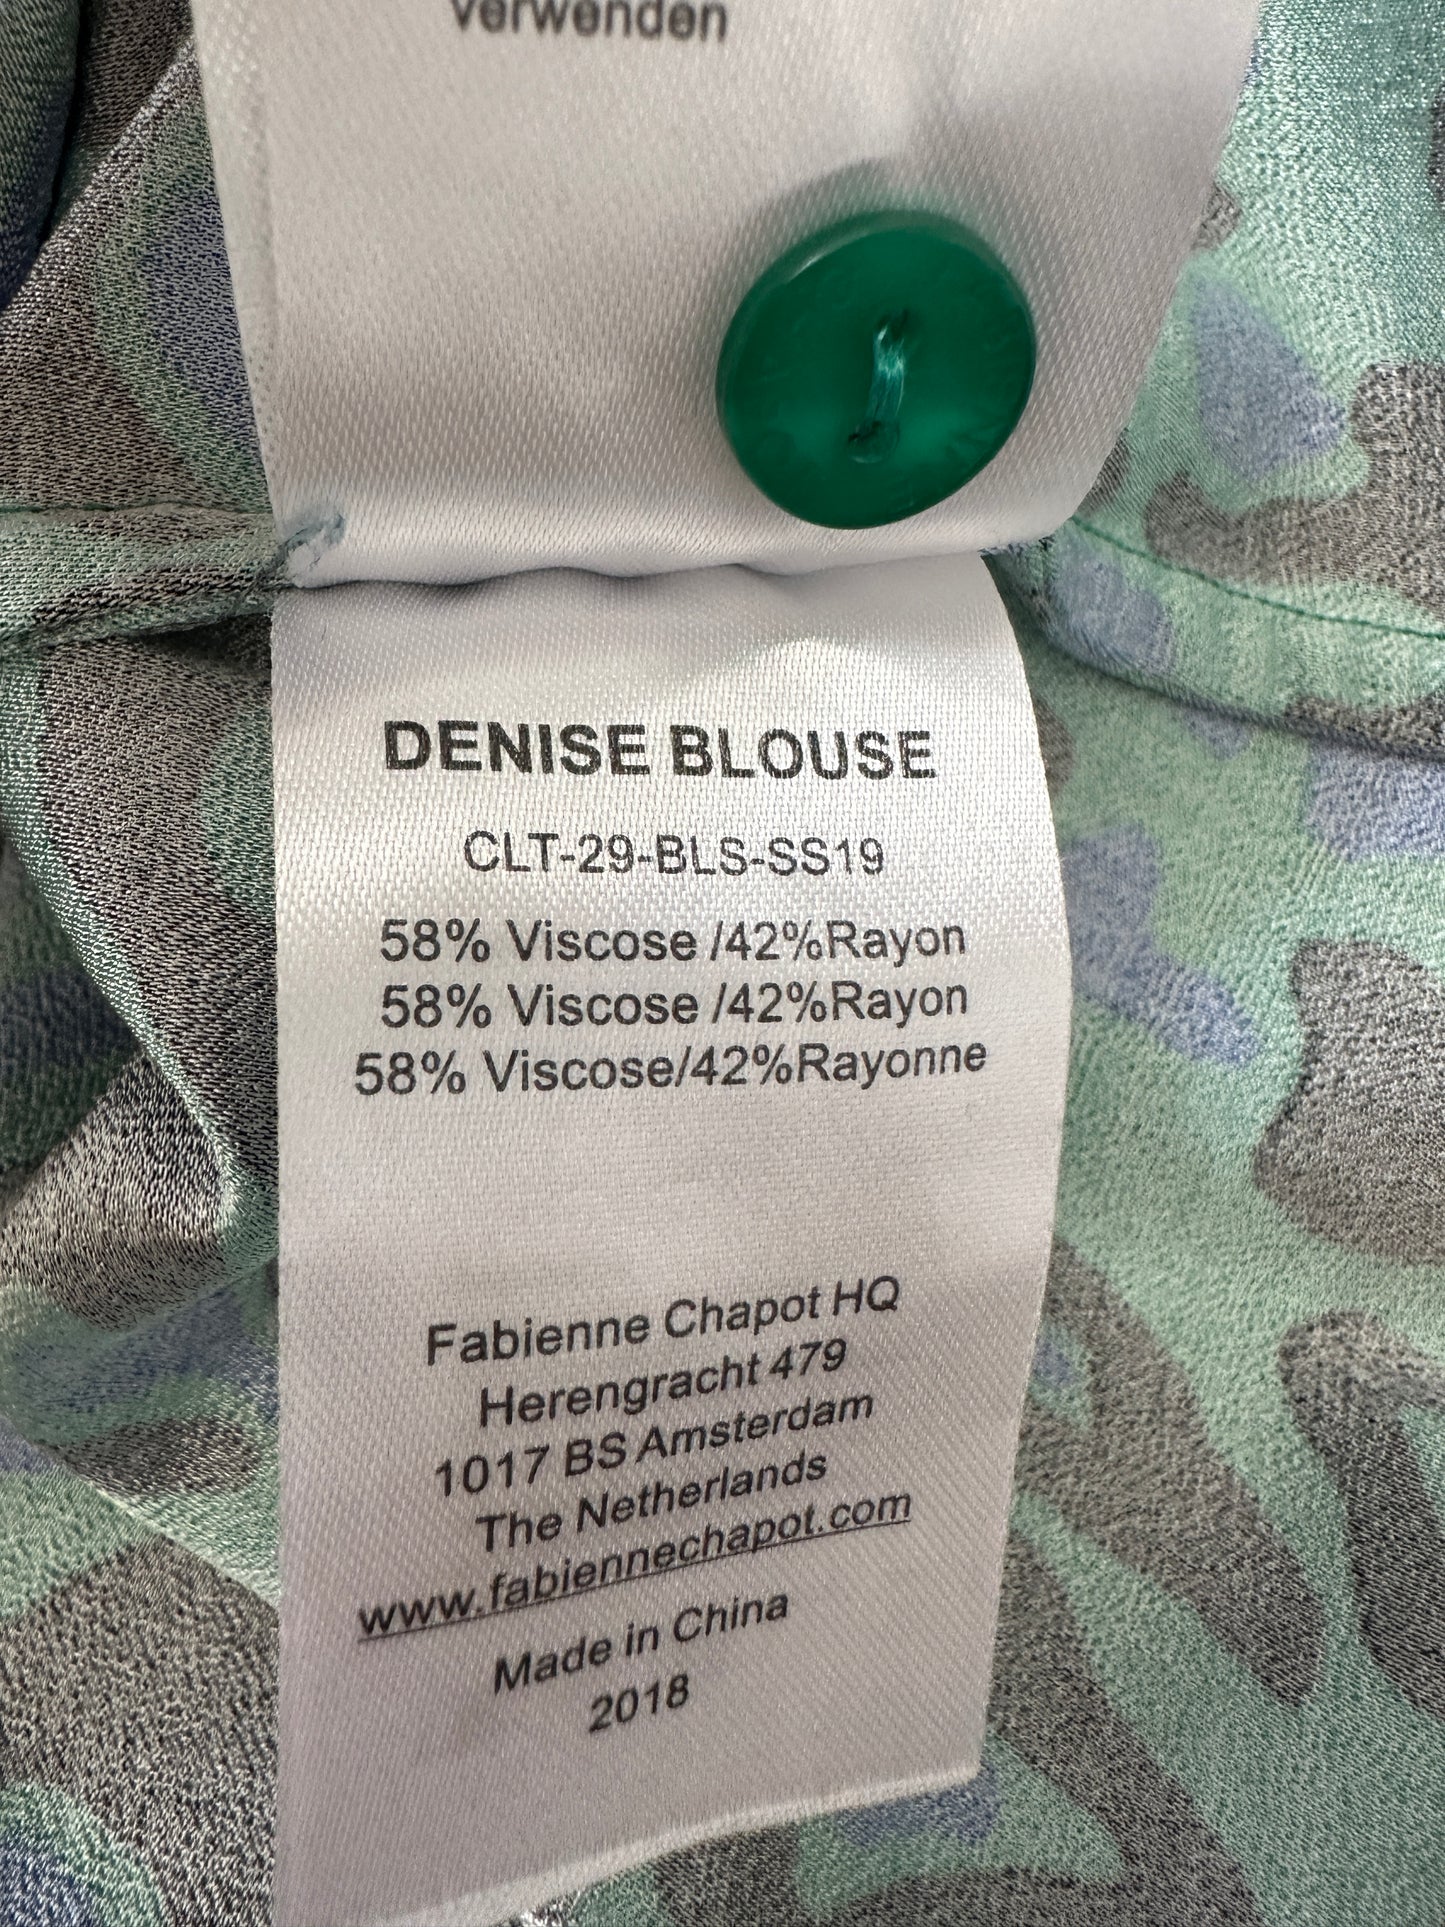 verwenden
DENISE BLOUSE
CLT-29-BLS-SS19
58% Viscose /42%Rayon
58% Viscose /42%Rayon
58% Viscose/42%Rayonne
Fabienne Chapot HQ
Herengracht 479
1017 BS Amsterdam
The Netherlands
www.fabiennechapot.com
Made in China
2018